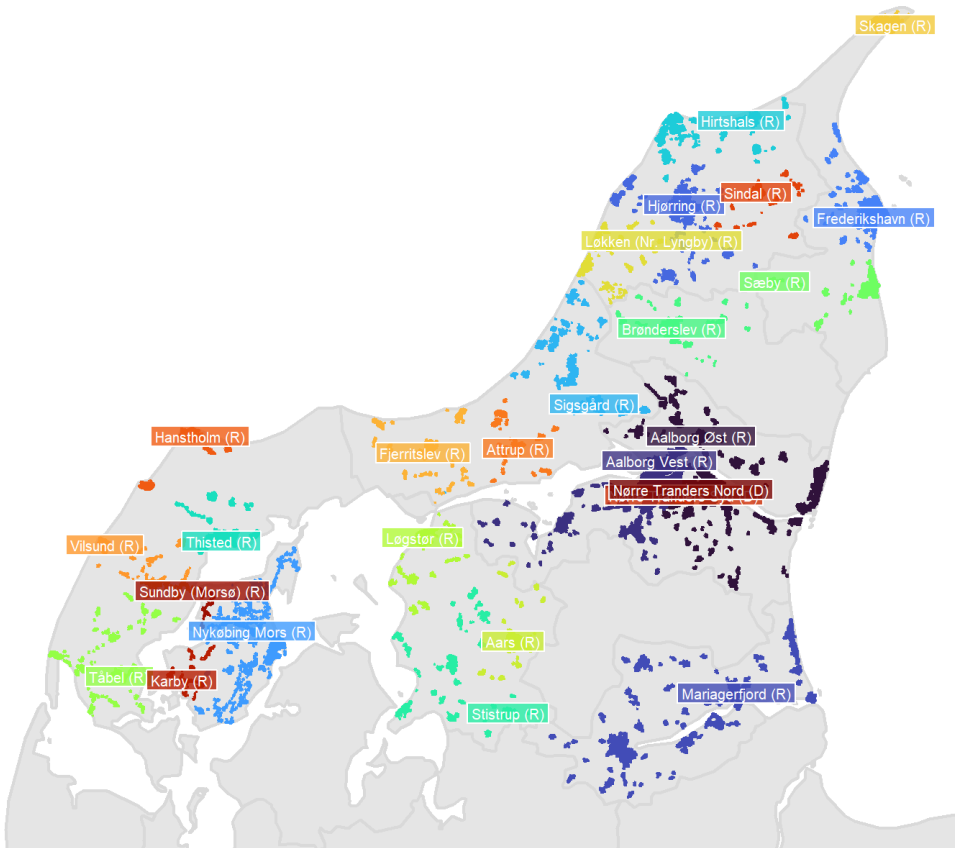 Skagen (R)
Hirtshals (R)
Sindal (R)
Hjørring (R)
Frederikshavn (R)
Løkken (Nr. Lyngby) (R)
Sæby (R)
Brønderslev (R)
Sigsgård (R)
Hanstholm (R)
Aalborg Øst (R)
Fjerritslev (R)
Attrup (R)
Aalborg Vest (R)
Nørre Tranders Nord (D)
Løgstør (R)
Thisted (R)
Vilsund (R)
Sundby (Morsø) (R)
Nykøbing Mors (R)
Aars (R)
Tåbel (R
Karby (R)
Mariagerfjord (R)
Stistrup (R)